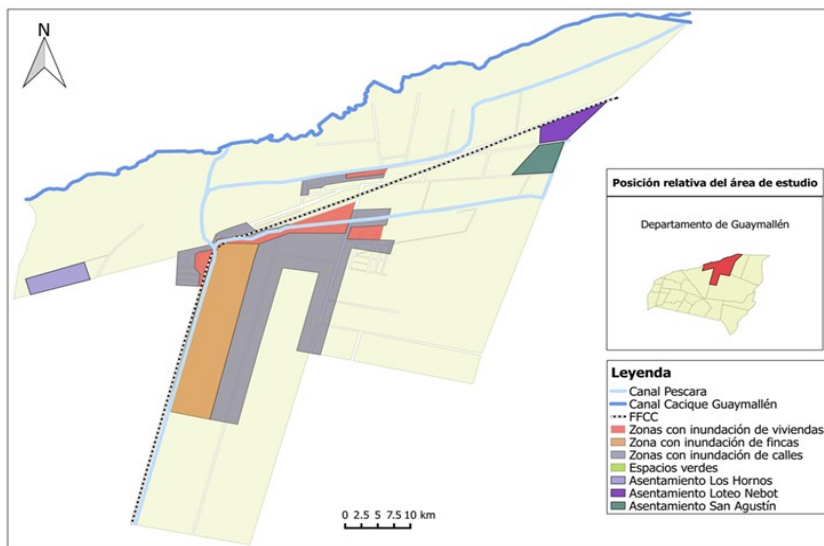 N
Posición relativa del área de estudio
Departamento de Guaymallén
Leyenda
Canal Pescara
Canal Cacique Guaymallén
FFCC
Zonas con inundación de viviendas
Zona con inundación de fincas
Zonas con inundación de calles
Espacios verdes
Asentamiento Los Hornos
Asentamiento Loteo Nebot
Asentamiento San Agustín
0 2.5 5 7.5 10 km